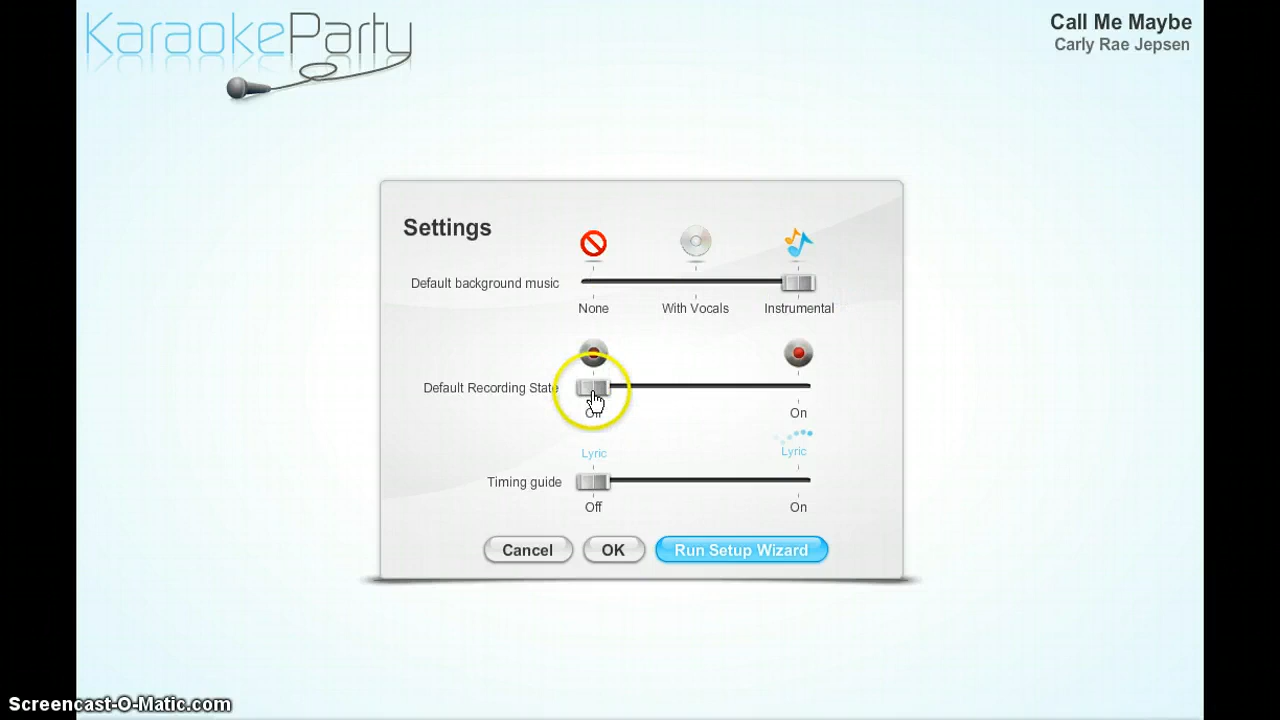 KaraokeParty
Call Me Maybe
Carly Rae Jepsen
Settings
Default background music
None
With Vocals
Instrumental
Default Recording State
Off
On
Lyric
Lyric
Timing guide
Off
On
Cancel
OK
Run Setup Wizard
Screencast-O-Matic.com